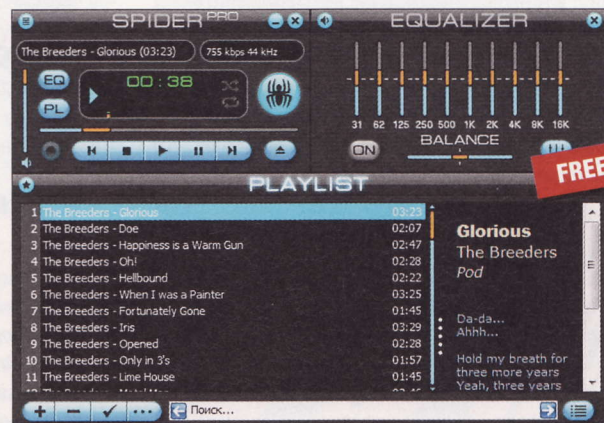 SPIDER PRO
The Breeders - Glorious (03:23)
755 kbps 44 kHz
EQ
PL
00:38
EQUALIZER
31 62 125 250 500 1K 2K 4K 8K 16K
ON
BALANCE
FREE
PLAYLIST
1 The Breeders - Glorious 03:23
2 The Breeders - Doe 02:07
3 The Breeders - Happiness is a Warm Gun 02:47
4 The Breeders - Oh! 02:28
5 The Breeders - Hellbound 02:22
6 The Breeders - When I was a Painter 03:25
7 The Breeders - Fortunately Gone 01:45
8 The Breeders - Iris 03:29
9 The Breeders - Opened 02:28
10 The Breeders - Only in 3's 01:57
11 The Breeders - Lime House 01:45
Glorious
The Breeders
Pod
Da-da...
Ahhh...
Hold my breath for
three more years
Yeah, three years
Поиск...